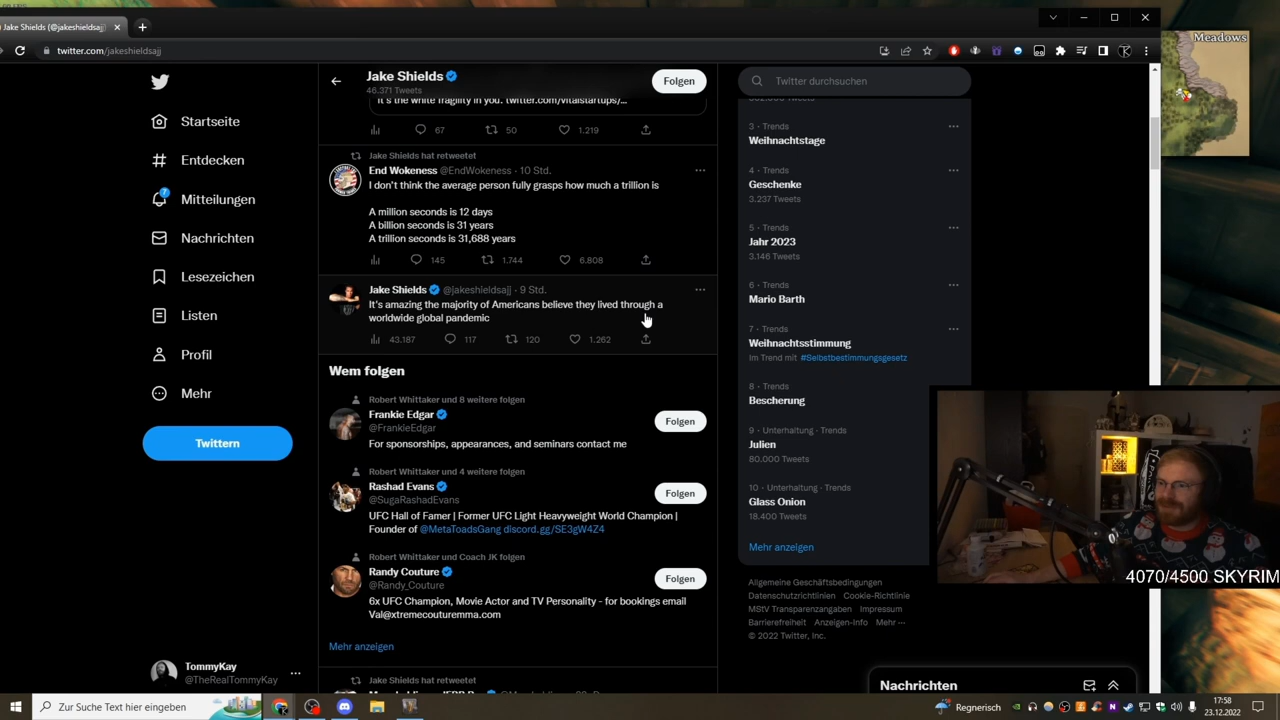 Jake Shields (@jakeshieldsajj)
twitter.com/jakeshieldsajj
Meadows
Startseite
Entdecken
7
Mitteilungen
Nachrichten
Lesezeichen
Listen
Profil
Mehr
Twittern
TommyKay
@TheRealTommyKay
Jake Shields
46.371 Tweets
Folgen
It's the white fragility in you. twitter.com/vitalstartups/...
67 50 1.219
Jake Shields hat retweetet
End Wokeness @EndWokeness · 10 Std.
I don't think the average person fully grasps how much a trillion is
A million seconds is 12 days
A billion seconds is 31 years
A trillion seconds is 31,688 years
145 1.744 6.808
Jake Shields @jakeshieldsajj · 9 Std.
It's amazing the majority of Americans believe they lived through a
worldwide global pandemic
43.187 117 120 1.262
Wem folgen
Robert Whittaker und 8 weitere folgen
Frankie Edgar
@FrankieEdgar
Folgen
For sponsorships, appearances, and seminars contact me
Robert Whittaker und 4 weitere folgen
Rashad Evans
@SugaRashadEvans
Folgen
UFC Hall of Famer | Former UFC Light Heavyweight World Champion |
Founder of @MetaToadsGang discord.gg/SE3gW4Z4
Robert Whittaker und Coach JK folgen
Randy Couture
@Randy_Couture
Folgen
6x UFC Champion, Movie Actor and TV Personality - for bookings email
Val@xtremecouturemma.com
Mehr anzeigen
Jake Shields hat retweetet
Twitter durchsuchen
3 · Trends
Weihnachtstage
4 · Trends
Geschenke
3.237 Tweets
5 · Trends
Jahr 2023
3.146 Tweets
6 · Trends
Mario Barth
7 · Trends
Weihnachtsstimmung
Im Trend mit #Selbstbestimmungsgesetz
8 · Trends
Bescherung
9 · Unterhaltung · Trends
Julien
80.000 Tweets
10 · Unterhaltung · Trends
Glass Onion
18.400 Tweets
Mehr anzeigen
Allgemeine Geschäftsbedingungen
Datenschutzrichtlinien Cookie-Richtlinie
MStV Transparenzangaben Impressum
Barrierefreiheit Anzeigen-Info Mehr ···
© 2022 Twitter, Inc.
Nachrichten
4070/4500 SKYRIM
Zur Suche Text hier eingeben
Regnerisch
17:58
23.12.2022